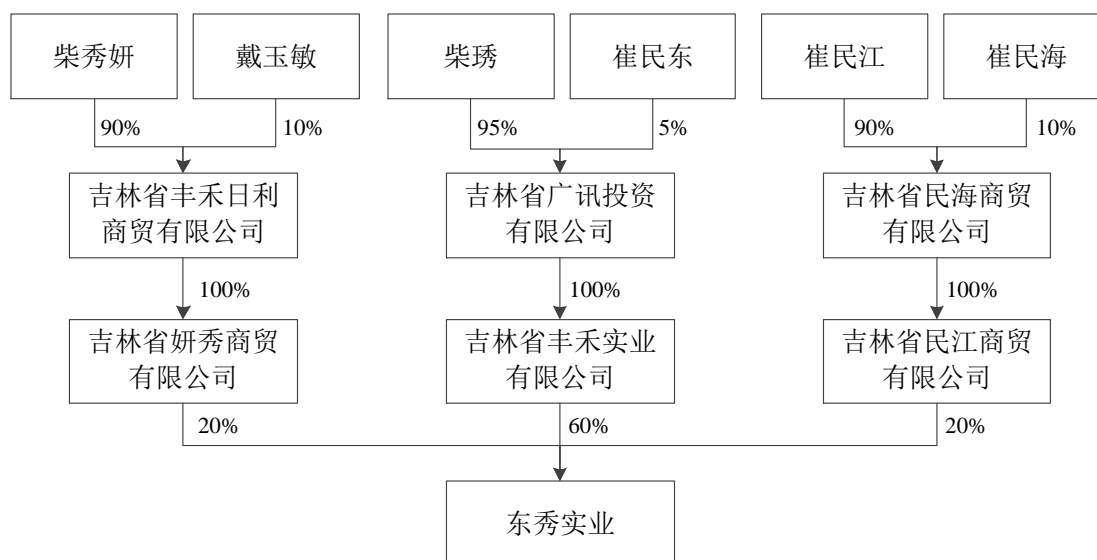 柴秀妍
戴玉敏
柴琇
崔民东
崔民江
崔民海
90%
10%
95%
5%
90%
10%
吉林省丰禾日利
商贸有限公司
吉林省广讯投资
有限公司
吉林省民海商贸
有限公司
100%
100%
100%
吉林省妍秀商贸
有限公司
吉林省丰禾实业
有限公司
吉林省民江商贸
有限公司
20%
60%
20%
东秀实业